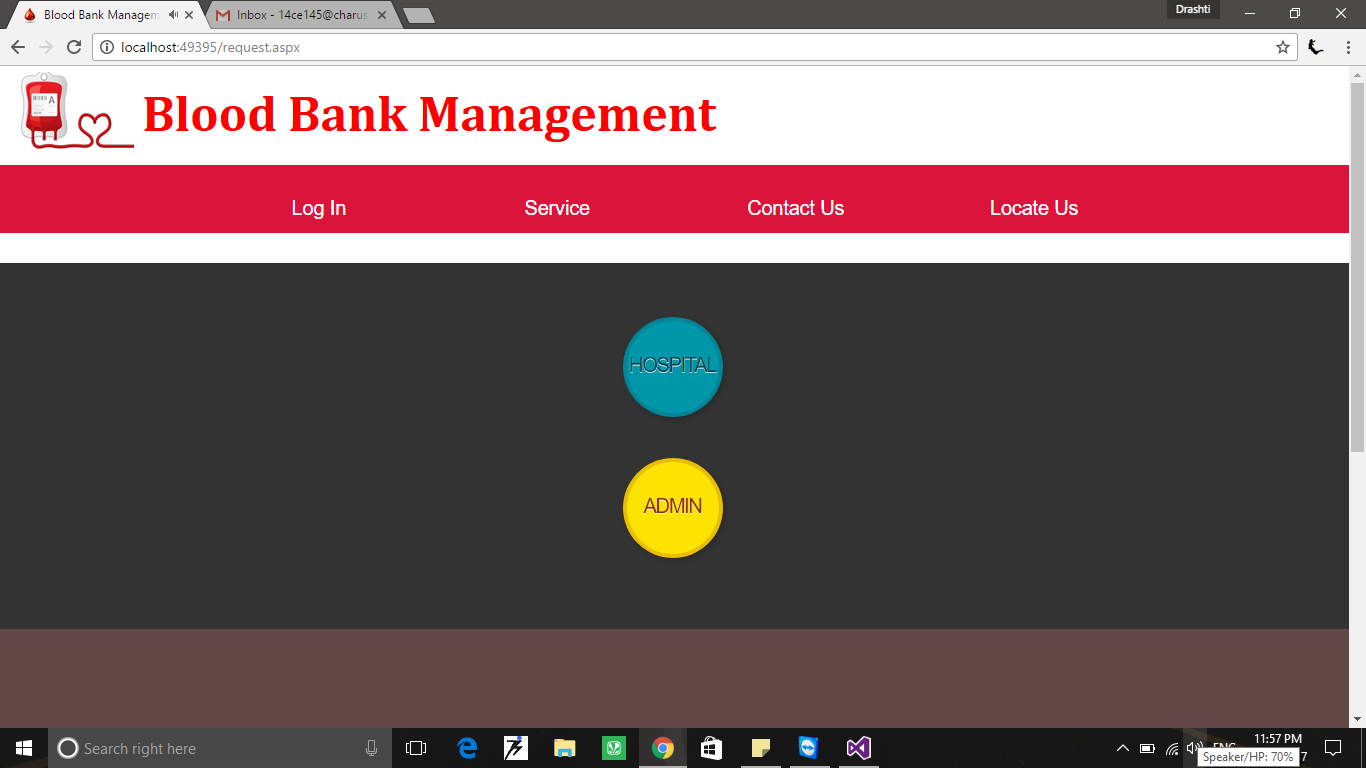 Blood Bank Managem
Inbox - 14ce145@charus
Drashti
localhost:49395/request.aspx
A
Blood Bank Management
Log In
Service
Contact Us
Locate Us
HOSPITAL
ADMIN
Search right here
11:57 PM
7
Speaker/HP: 70%